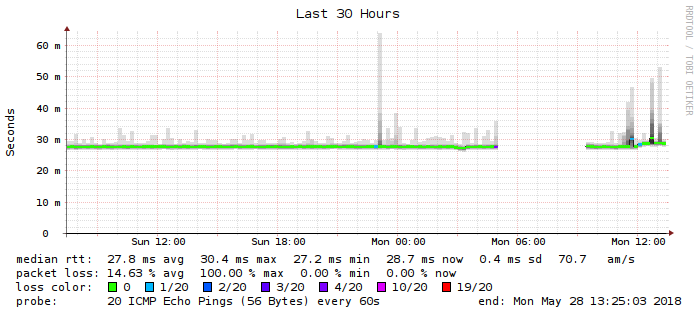 Last 30 Hours
RRDTOOL / TOBI OETIKER
Seconds
60 m
50 m
40 m
30 m
20 m
10 m
0
Sun 12:00 Sun 18:00 Mon 00:00 Mon 06:00 Mon 12:00
median rtt: 27.8 ms avg 30.4 ms max 27.2 ms min 28.7 ms now 0.4 ms sd 70.7 am/s
packet loss: 14.63 % avg 100.00 % max 0.00 % min 0.00 % now
loss color: 0 1/20 2/20 3/20 4/20 10/20 19/20
probe: 20 ICMP Echo Pings (56 Bytes) every 60s end: Mon May 28 13:25:03 2018